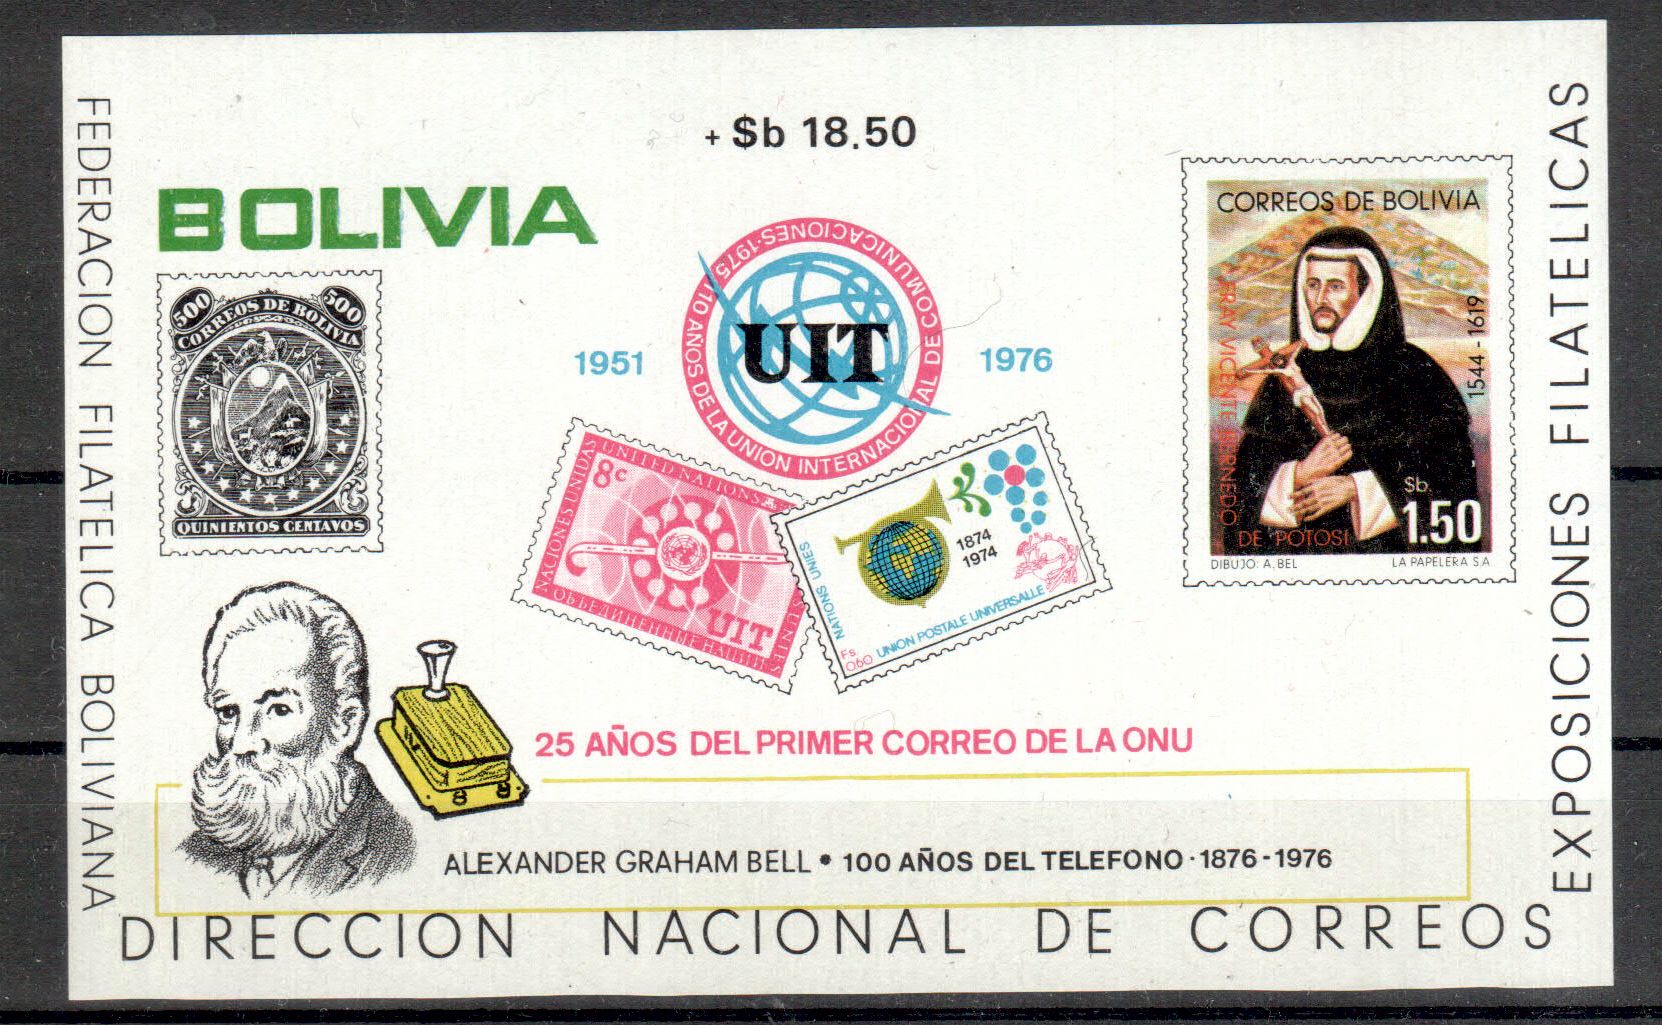 + $b 18.50
BOLIVIA
FEDERACION FILATELICA BOLIVIANA
500
500
CORREOS DE BOLIVIA
QUINIENTOS CENTAVOS
1951
10 AÑOS DE LA UNION INTERNACIONAL DE COMUNICACIONES·1975
UIT
1976
8c
UNITED NATIONS
NACIONES UNIDAS
ОБЪЕДИНЕННЫЕ НАЦИИ
UIT
NATIONS UNIES
1874
1974
Fs
0,60
UNION POSTALE UNIVERSELLE
CORREOS DE BOLIVIA
FRAY VICENTE BERNEDO
DE POTOSI
1544 - 1619
$b.
1.50
DIBUJO: A. BEL
LA PAPELERA S.A
EXPOSICIONES FILATELICAS
25 AÑOS DEL PRIMER CORREO DE LA ONU
ALEXANDER GRAHAM BELL • 100 AÑOS DEL TELEFONO · 1876 - 1976
DIRECCION NACIONAL DE CORREOS